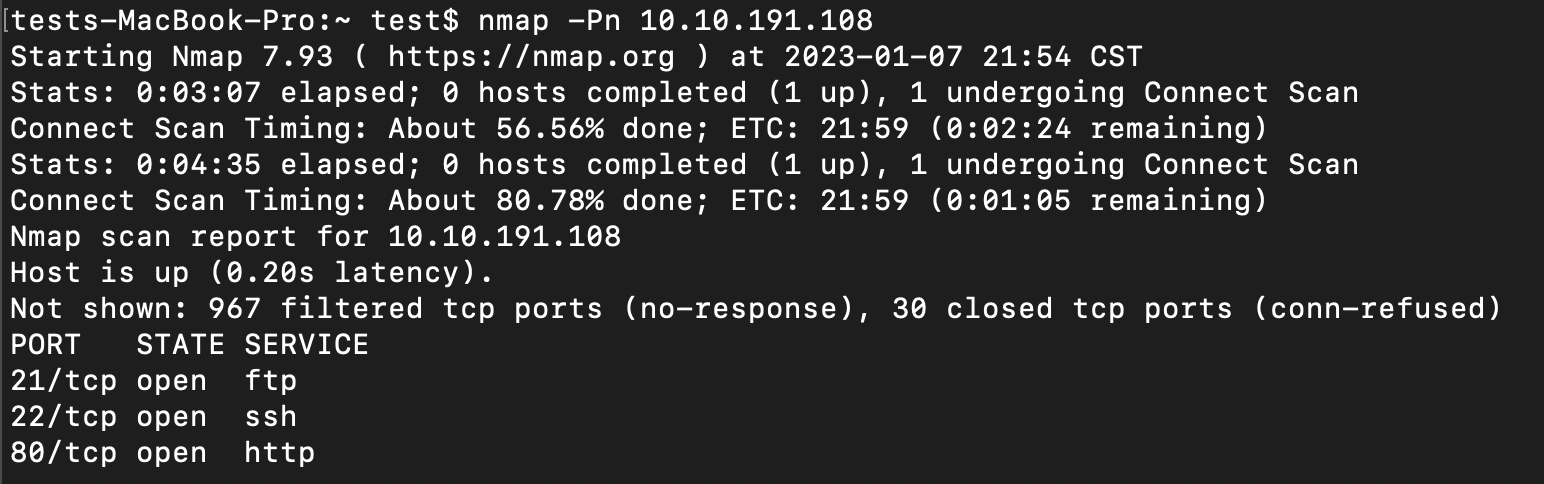 [tests-MacBook-Pro:~ test$ nmap -Pn 10.10.191.108
Starting Nmap 7.93 ( https://nmap.org ) at 2023-01-07 21:54 CST
Stats: 0:03:07 elapsed; 0 hosts completed (1 up), 1 undergoing Connect Scan
Connect Scan Timing: About 56.56% done; ETC: 21:59 (0:02:24 remaining)
Stats: 0:04:35 elapsed; 0 hosts completed (1 up), 1 undergoing Connect Scan
Connect Scan Timing: About 80.78% done; ETC: 21:59 (0:01:05 remaining)
Nmap scan report for 10.10.191.108
Host is up (0.20s latency).
Not shown: 967 filtered tcp ports (no-response), 30 closed tcp ports (conn-refused)
PORT   STATE SERVICE
21/tcp open  ftp
22/tcp open  ssh
80/tcp open  http